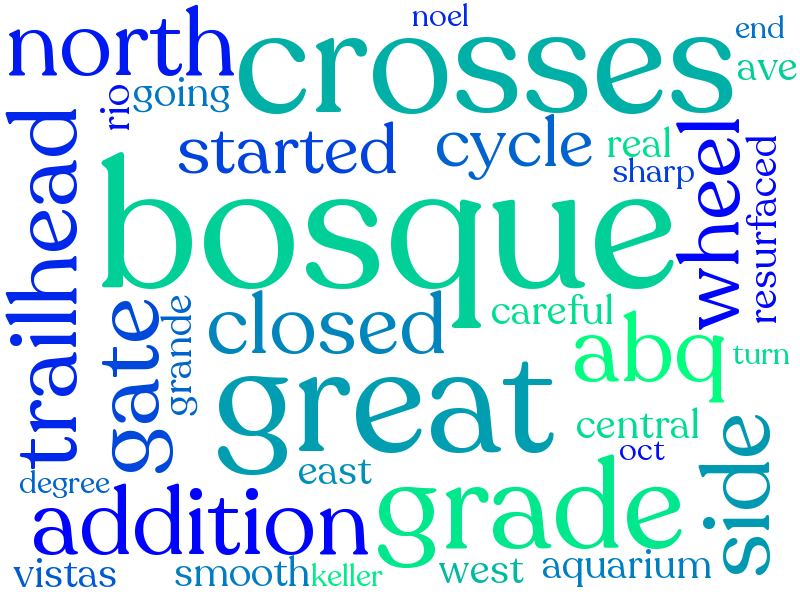 noel
north
crosses
end
ave
going
rio
started
cycle
real
sharp
wheel
resurfaced
trailhead
bosque
gate
grande
closed
careful
abq
turn
great
central
oct
side
east
degree
addition
grade
vistas
smooth
keller
west
aquarium